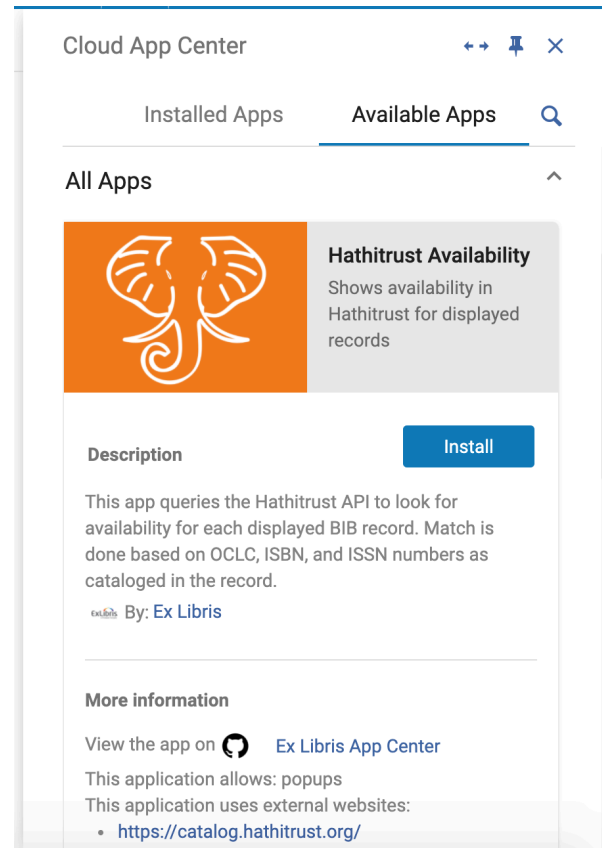 Cloud App Center
Installed Apps
Available Apps
All Apps
Hathitrust Availability
Shows availability in
Hathitrust for displayed
records
Description
Install
This app queries the Hathitrust API to look for
availability for each displayed BIB record. Match is
done based on OCLC, ISBN, and ISSN numbers as
cataloged in the record.
ExLibris By: Ex Libris
More information
View the app on Ex Libris App Center
This application allows: popups
This application uses external websites:
• https://catalog.hathitrust.org/